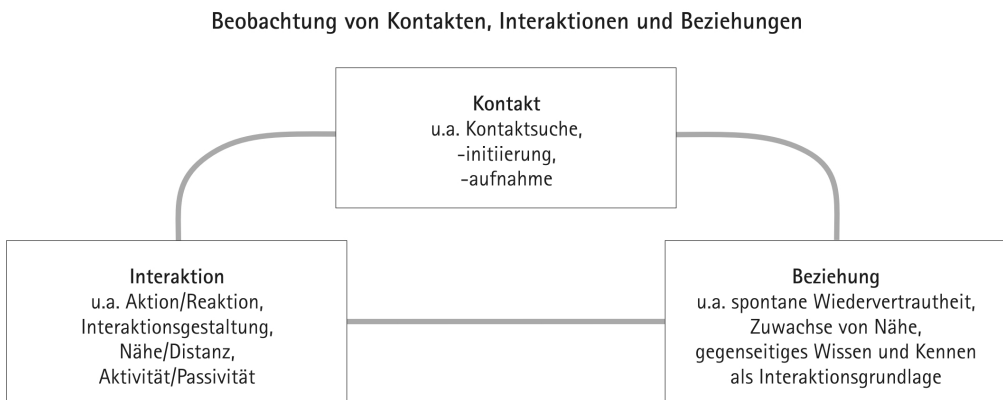 Beobachtung von Kontakten, Interaktionen und Beziehungen
Kontakt
u.a. Kontaktsuche,
-initiierung,
-aufnahme
Interaktion
u.a. Aktion/Reaktion,
Interaktionsgestaltung,
Nähe/Distanz,
Aktivität/Passivität
Beziehung
u.a. spontane Wiedervertrautheit,
Zuwachse von Nähe,
gegenseitiges Wissen und Kennen
als Interaktionsgrundlage